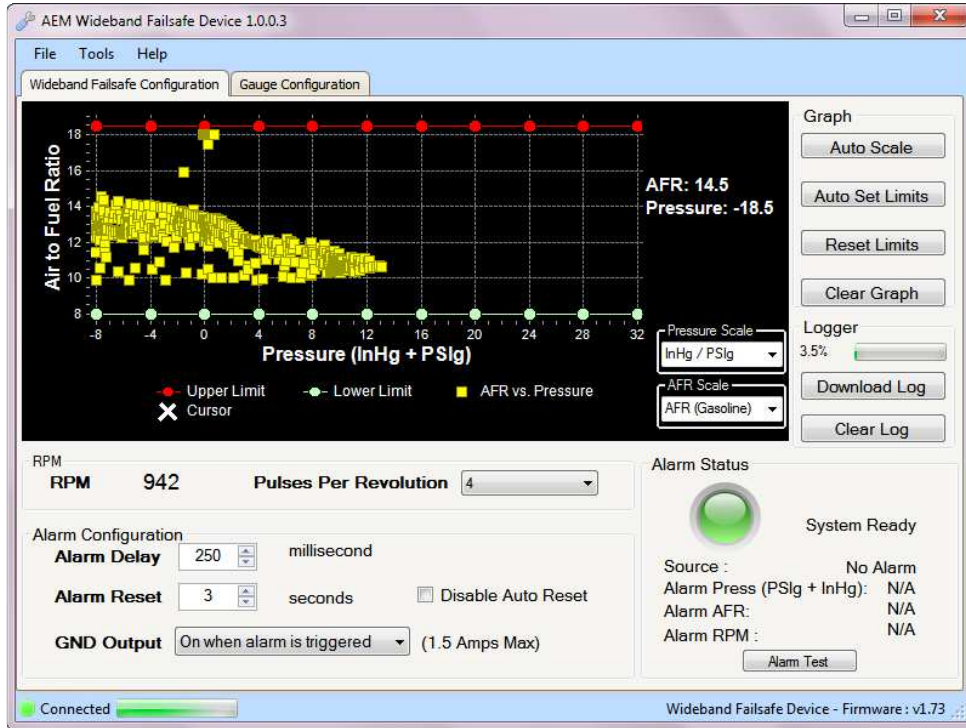 AEM Wideband Failsafe Device 1.0.0.3
File Tools Help
Wideband Failsafe Configuration Gauge Configuration
Air to Fuel Ratio
18
16
14
12
10
8
-8 -4 0 4 8 12 16 20 24 28 32
Pressure (InHg + PSIg)
AFR: 14.5
Pressure: -18.5
Upper Limit Lower Limit AFR vs. Pressure
Cursor
Pressure Scale
InHg / PSIg
AFR Scale
AFR (Gasoline)
Graph
Auto Scale
Auto Set Limits
Reset Limits
Clear Graph
Logger
3.5%
Download Log
Clear Log
RPM
RPM 942 Pulses Per Revolution 4
Alarm Configuration
Alarm Delay 250 millisecond
Alarm Reset 3 seconds Disable Auto Reset
GND Output On when alarm is triggered (1.5 Amps Max)
Alarm Status
System Ready
Source : No Alarm
Alarm Press (PSIg + InHg): N/A
Alarm AFR: N/A
Alarm RPM : N/A
Alarm Test
Connected
Wideband Failsafe Device - Firmware : v1.73